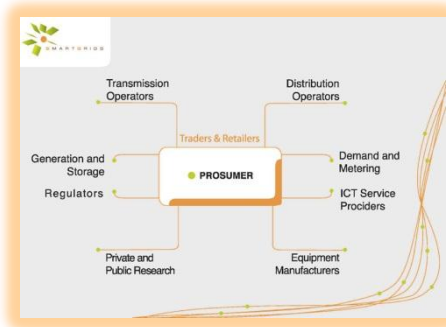 SMARTGRIDS
Transmission
Operators
Distribution
Operators
Traders & Retailers
Generation and
Storage
Regulators
PROSUMER
Demand and
Metering
ICT Service
Prociders
Private and
Public Research
Equipment
Manufacturers